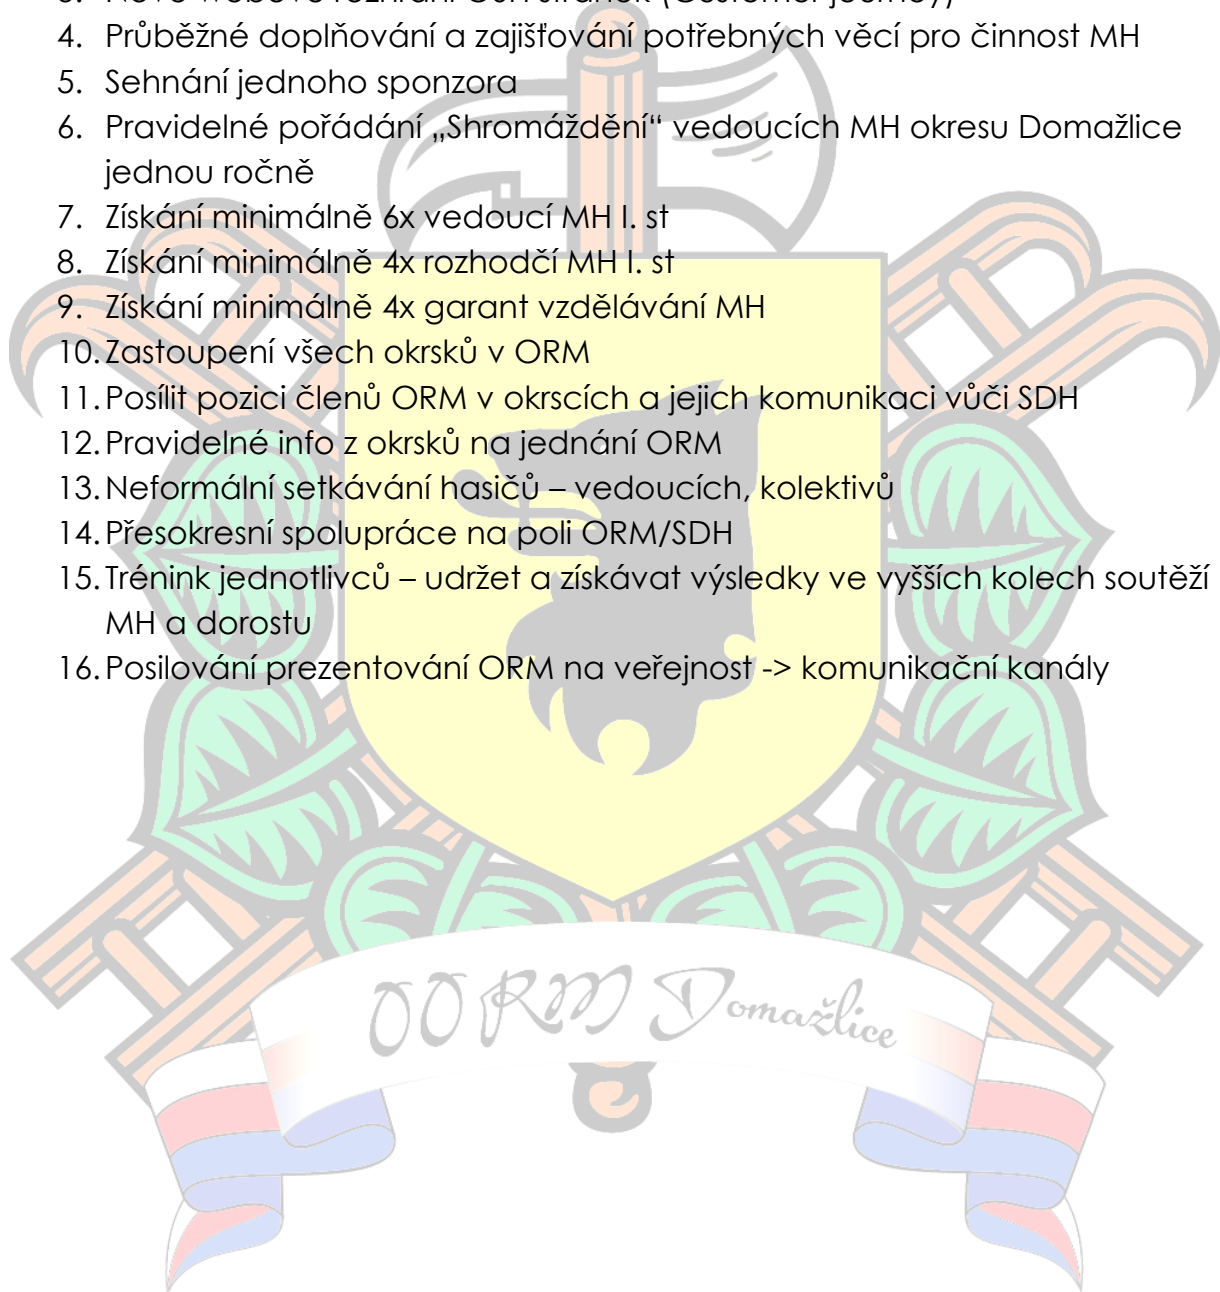 4. Průběžné doplňování a zajišťování potřebných věcí pro činnost MH
5. Sehnání jednoho sponzora
6. Pravidelné pořádání „Shromáždění“ vedoucích MH okresu Domažlice
jednou ročně
7. Získání minimálně 6x vedoucí MH I. st
8. Získání minimálně 4x rozhodčí MH I. st
9. Získání minimálně 4x garant vzdělávání MH
10. Zastoupení všech okrsků v ORM
11. Posílit pozici členů ORM v okrscích a jejich komunikaci vůči SDH
12. Pravidelné info z okrsků na jednání ORM
13. Neformální setkávání hasičů – vedoucích, kolektivů
14. Přesokresní spolupráce na poli ORM/SDH
15. Trénink jednotlivců – udržet a získávat výsledky ve vyšších kolech soutěží
MH a dorostu
16. Posilování prezentování ORM na veřejnost -> komunikační kanály
OORM Domažlice